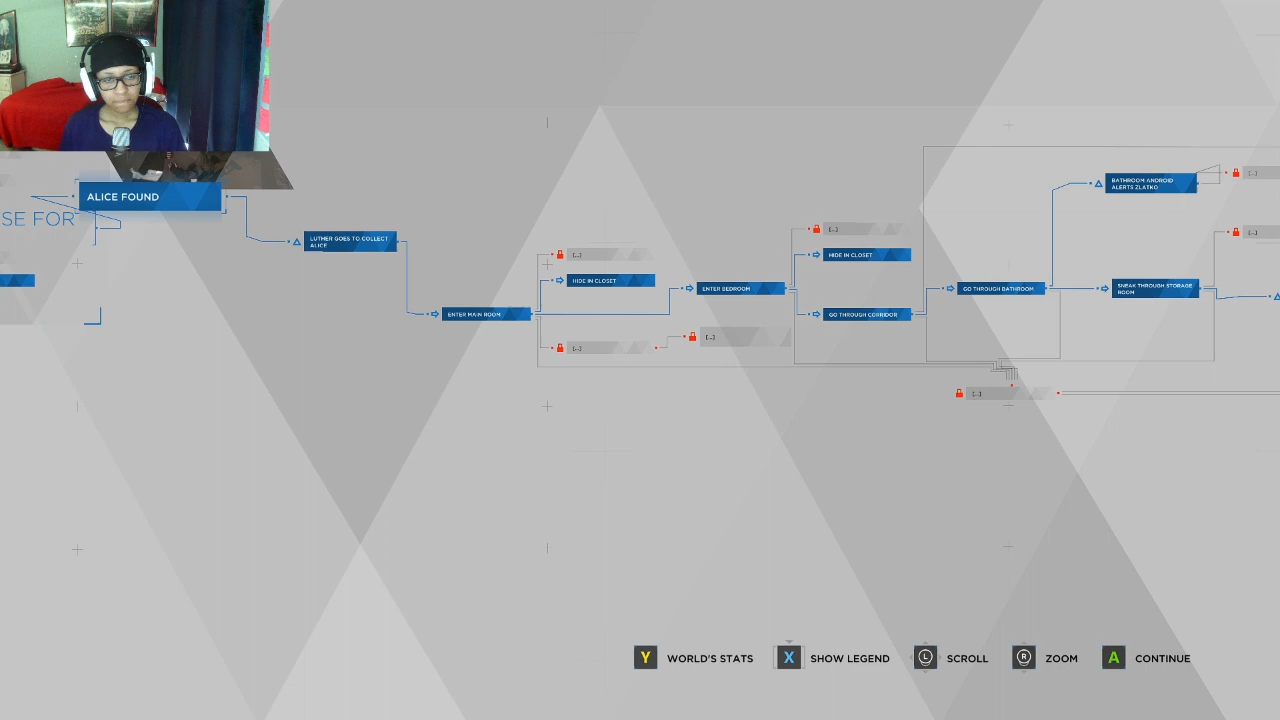 ALICE FOUND
SE FOR
LUTHER GOES TO COLLECT
ALICE
ENTER MAIN ROOM
[...]
HIDE IN CLOSET
[...]
ENTER BEDROOM
[...]
[...]
HIDE IN CLOSET
GO THROUGH CORRIDOR
GO THROUGH BATHROOM
[...]
BATHROOM ANDROID
ALERTS ZLATKO
SNEAK THROUGH STORAGE
ROOM
[...]
[...]
Y WORLD'S STATS X SHOW LEGEND L SCROLL R ZOOM A CONTINUE